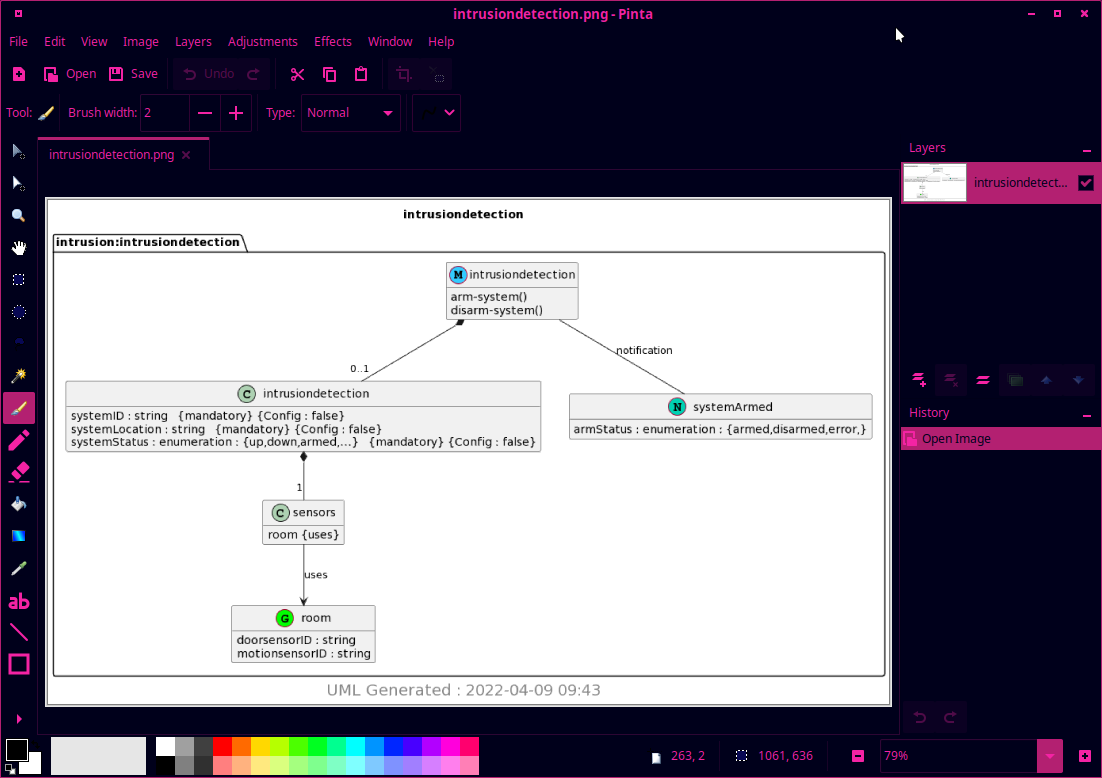 intrusiondetection.png - Pinta
File Edit View Image Layers Adjustments Effects Window Help
Open Save Undo
Tool: Brush width: 2 Type: Normal
intrusiondetection.png
Layers
intrusiondetect...
intrusiondetection
intrusion:intrusiondetection
M intrusiondetection
arm-system()
disarm-system()
notification
0..1
C intrusiondetection
systemID : string {mandatory} {Config : false}
systemLocation : string {mandatory} {Config : false}
systemStatus : enumeration : {up,down,armed,...} {mandatory} {Config : false}
N systemArmed
armStatus : enumeration : {armed,disarmed,error,}
1
C sensors
room {uses}
uses
G room
doorsensorID : string
motionsensorID : string
UML Generated : 2022-04-09 09:43
History
Open Image
ab
263, 2
1061, 636
79%